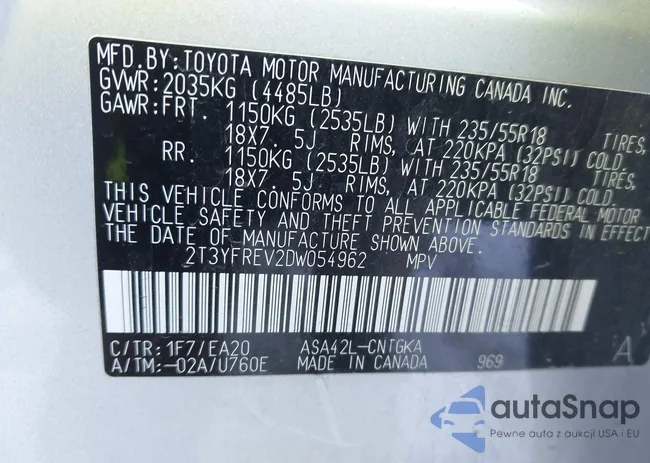 MFD. BY: TOYOTA MOTOR MANUFACTURING CANADA INC.
GVWR: 2035KG (4485LB)
GAWR: FRT. 1150KG (2535LB) WITH 235/55R18 TIRES,
18X7. 5J RIMS, AT 220KPA (32PSI) COLD.
RR. 1150KG (2535LB) WITH 235/55R18 TIRES,
18X7. 5J RIMS, AT 220KPA (32PSI) COLD.
THIS VEHICLE CONFORMS TO ALL APPLICABLE FEDERAL MOTOR
VEHICLE SAFETY AND THEFT PREVENTION STANDARDS IN EFFECT
THE DATE OF MANUFACTURE SHOWN ABOVE.
2T3YFREV2DW054962 MPV
C/TR: 1F7/EA20 ASA42L-CNTGKA
A/TM: -02A/U760E MADE IN CANADA 969 A
autoSnap
Pewne auta z aukcji USA i EU